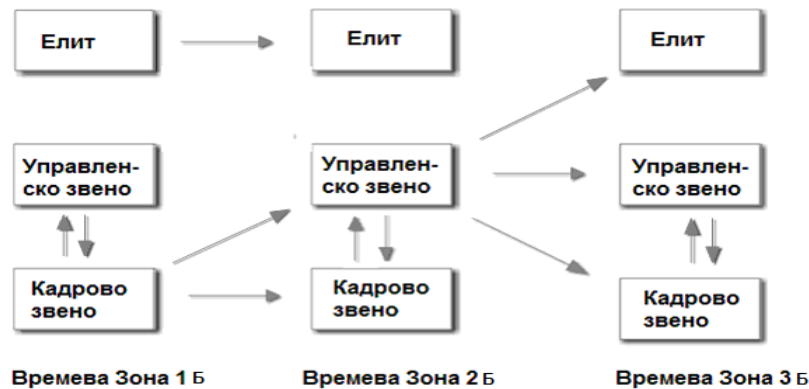 Елит
Елит
Елит
Управлен-
ско звено
Управлен-
ско звено
Управлен-
ско звено
Кадрово
звено
Кадрово
звено
Кадрово
звено
Времева Зона 1 Б
Времева Зона 2 Б
Времева Зона 3 Б